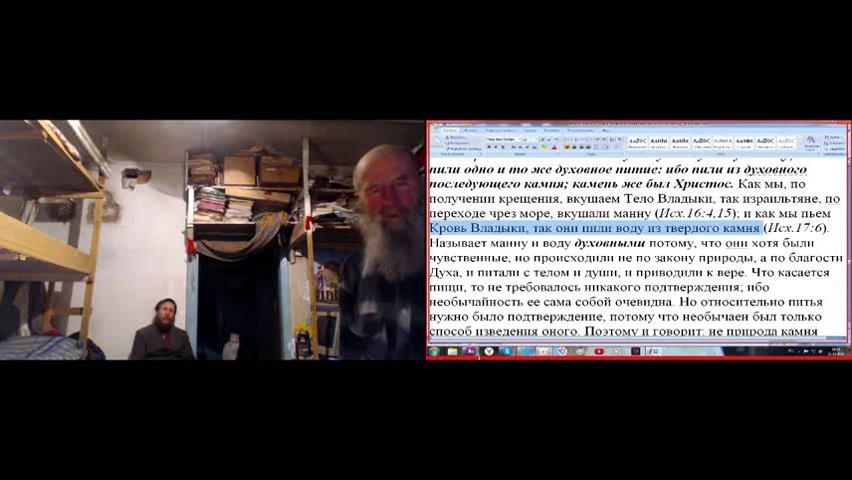 пили одно и то же духовное питие: ибо пили из духовного
последующего камня; камень же был Христос. Как мы, по
получении крещения, вкушаем Тело Владыки, так израильтяне, по
переходе чрез море, вкушали манну (Исх.16:4,15); и как мы пьем
Кровь Владыки, так они пили воду из твердого камня (Исх.17:6).
Называет манну и воду духовными потому, что они хотя были
чувственные, но происходили не по закону природы, а по благости
Духа, и питали с телом и души, и приводили к вере. Что касается
пищи, то не требовалось никакого подтверждения; ибо
необычайность ее сама собой очевидна. Но относительно питья
нужно было подтверждение, потому что необычаен был только
способ изведения оного. Поэтому и говорит: не природа камня